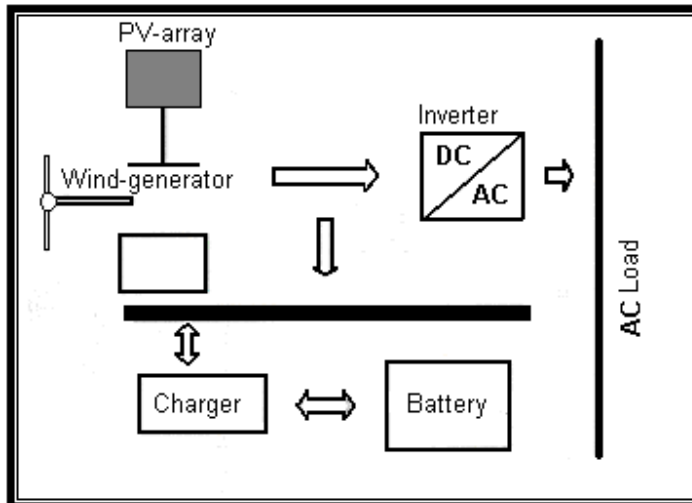 PV-array
Inverter
DC
AC
Wind-generator
AC Load
Charger
Battery